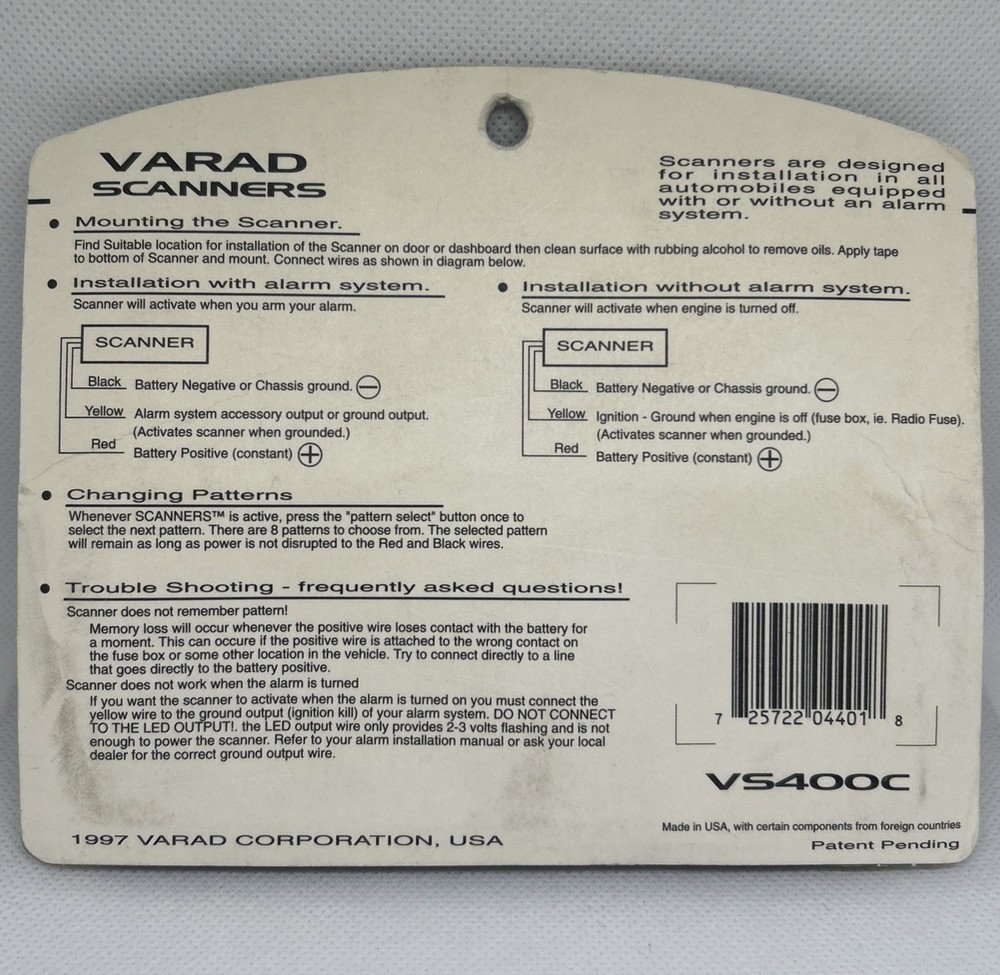 VARAD
SCANNERS
Scanners are designed
for installation in all
automobiles equipped
with or without an alarm
system.
• Mounting the Scanner.
Find Suitable location for installation of the Scanner on door or dashboard then clean surface with rubbing alcohol to remove oils. Apply tape
to bottom of Scanner and mount. Connect wires as shown in diagram below.
• Installation with alarm system.
Scanner will activate when you arm your alarm.
SCANNER
Black Battery Negative or Chassis ground. −
Yellow Alarm system accessory output or ground output.
(Activates scanner when grounded.)
Red Battery Positive (constant) +
• Installation without alarm system.
Scanner will activate when engine is turned off.
SCANNER
Black Battery Negative or Chassis ground. −
Yellow Ignition - Ground when engine is off (fuse box, ie. Radio Fuse).
(Activates scanner when grounded.)
Red Battery Positive (constant) +
• Changing Patterns
Whenever SCANNERS™ is active, press the "pattern select" button once to
select the next pattern. There are 8 patterns to choose from. The selected pattern
will remain as long as power is not disrupted to the Red and Black wires.
• Trouble Shooting - frequently asked questions!
Scanner does not remember pattern!
Memory loss will occur whenever the positive wire loses contact with the battery for
a moment. This can occure if the positive wire is attached to the wrong contact on
the fuse box or some other location in the vehicle. Try to connect directly to a line
that goes directly to the battery positive.
Scanner does not work when the alarm is turned
If you want the scanner to activate when the alarm is turned on you must connect the
yellow wire to the ground output (ignition kill) of your alarm system. DO NOT CONNECT
TO THE LED OUTPUT!. the LED output wire only provides 2-3 volts flashing and is not
enough to power the scanner. Refer to your alarm installation manual or ask your local
dealer for the correct ground output wire.
7 25722 04401 8
VS400C
1997 VARAD CORPORATION, USA
Made in USA, with certain components from foreign countries
Patent Pending